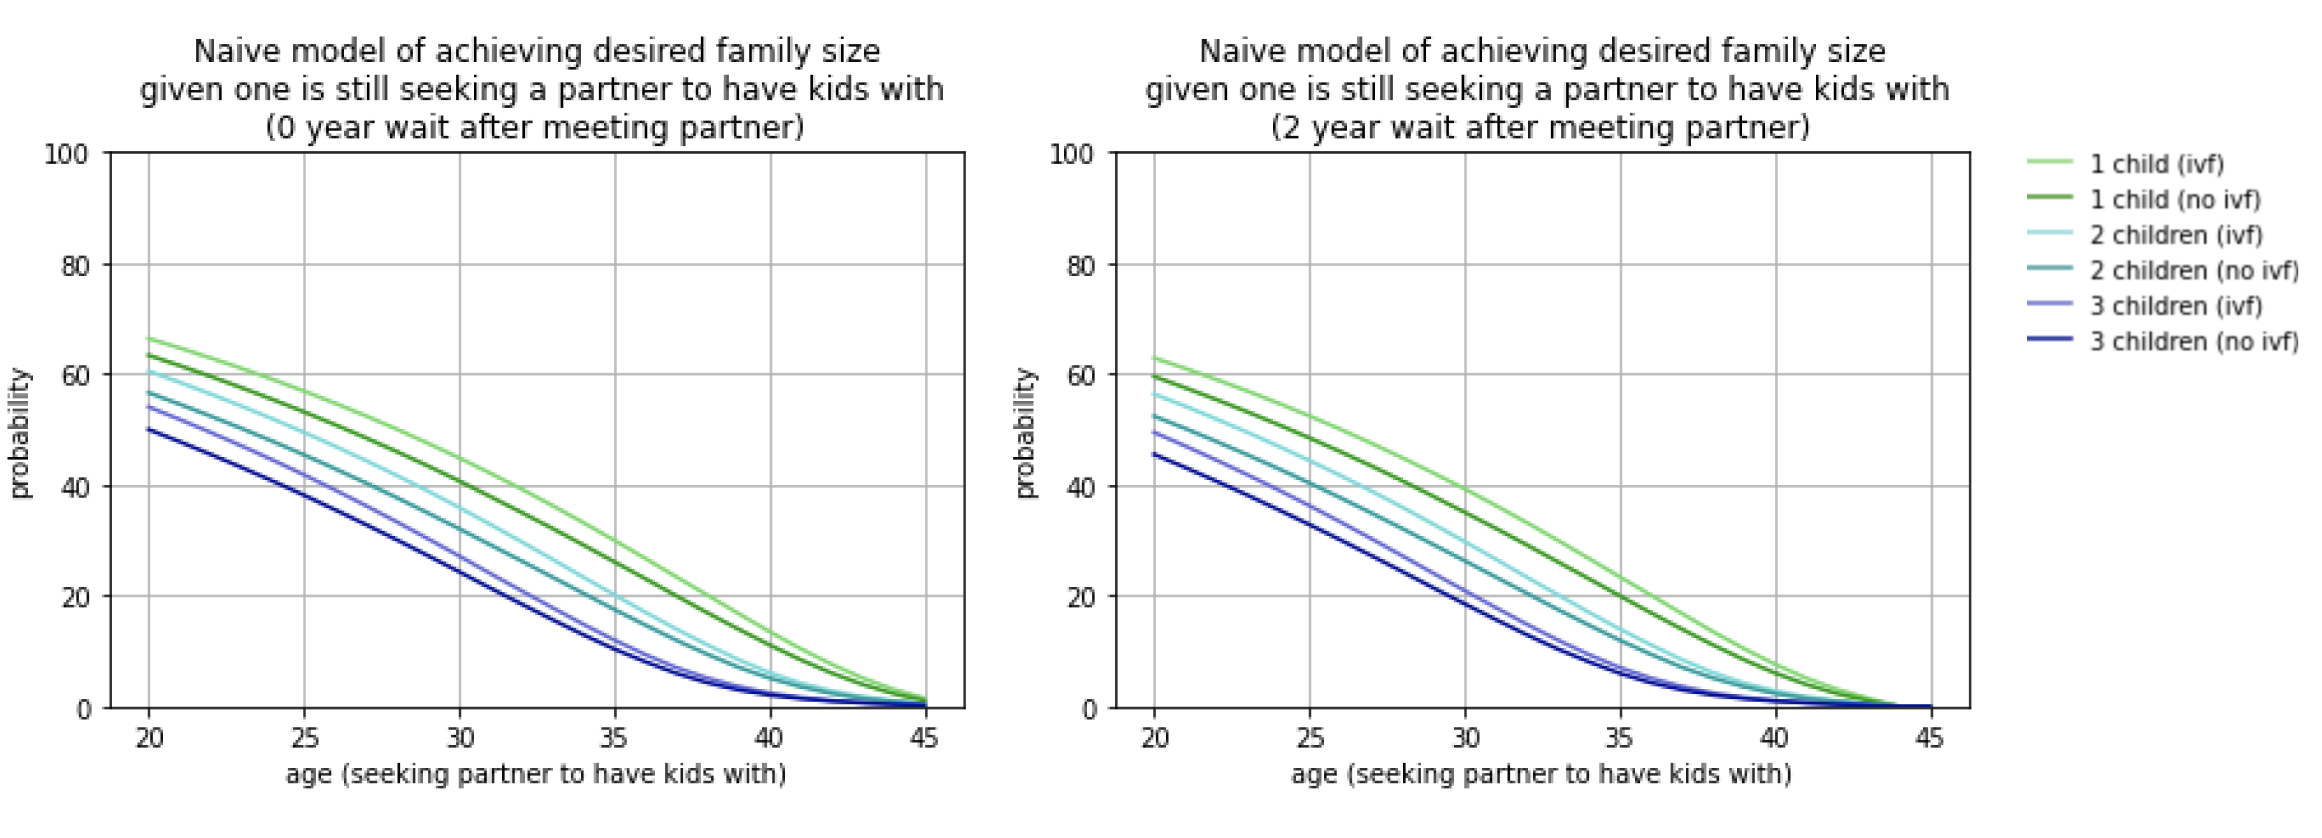 Naive model of achieving desired family size
given one is still seeking a partner to have kids with
(0 year wait after meeting partner)
100
80
60
40
20
0
probability
20 25 30 35 40 45
age (seeking partner to have kids with)
Naive model of achieving desired family size
given one is still seeking a partner to have kids with
(2 year wait after meeting partner)
100
80
60
40
20
0
probability
20 25 30 35 40 45
age (seeking partner to have kids with)
1 child (ivf)
1 child (no ivf)
2 children (ivf)
2 children (no ivf)
3 children (ivf)
3 children (no ivf)